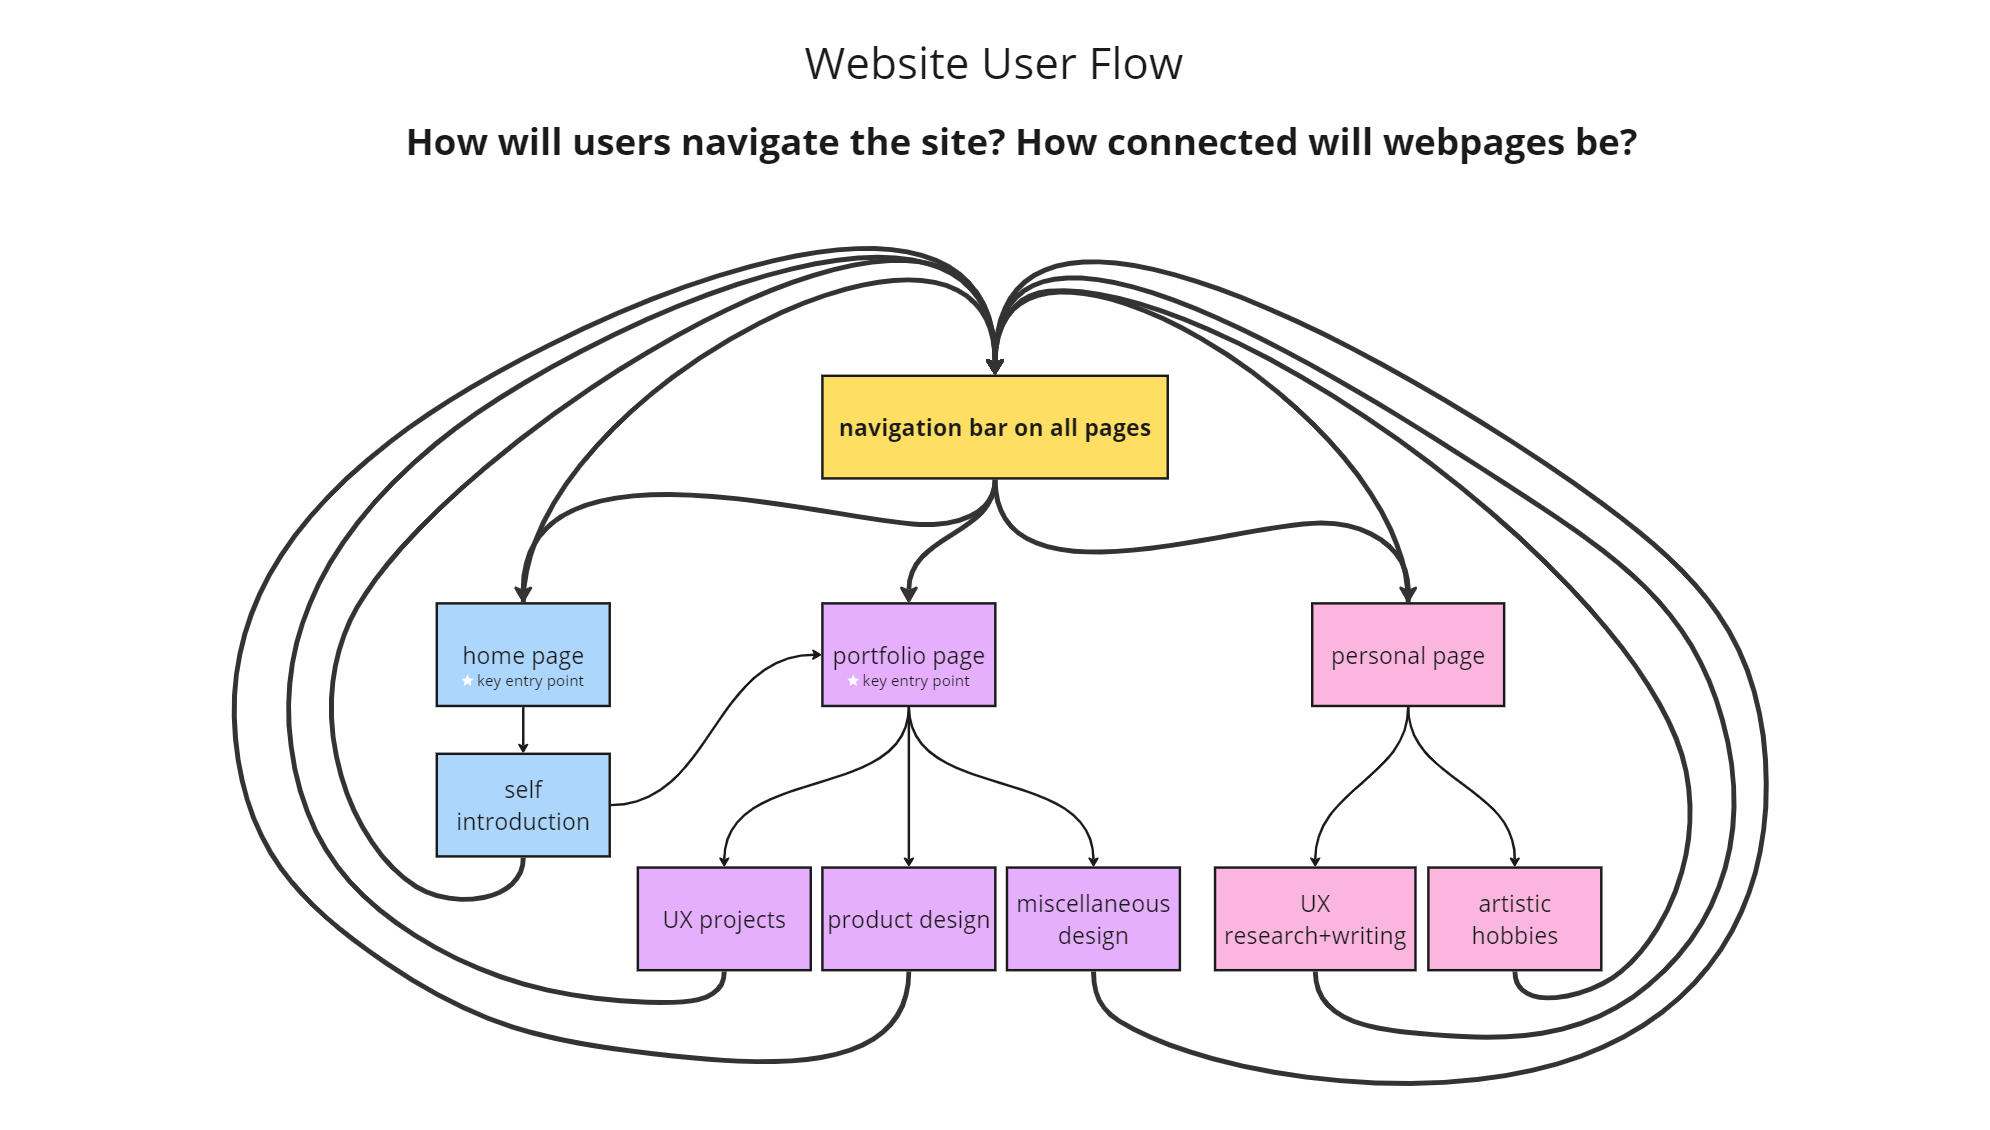 Website User Flow
How will users navigate the site? How connected will webpages be?
navigation bar on all pages
home page
key entry point
portfolio page
key entry point
personal page
self
introduction
UX projects
product design
miscellaneous
design
UX
research+writing
artistic
hobbies